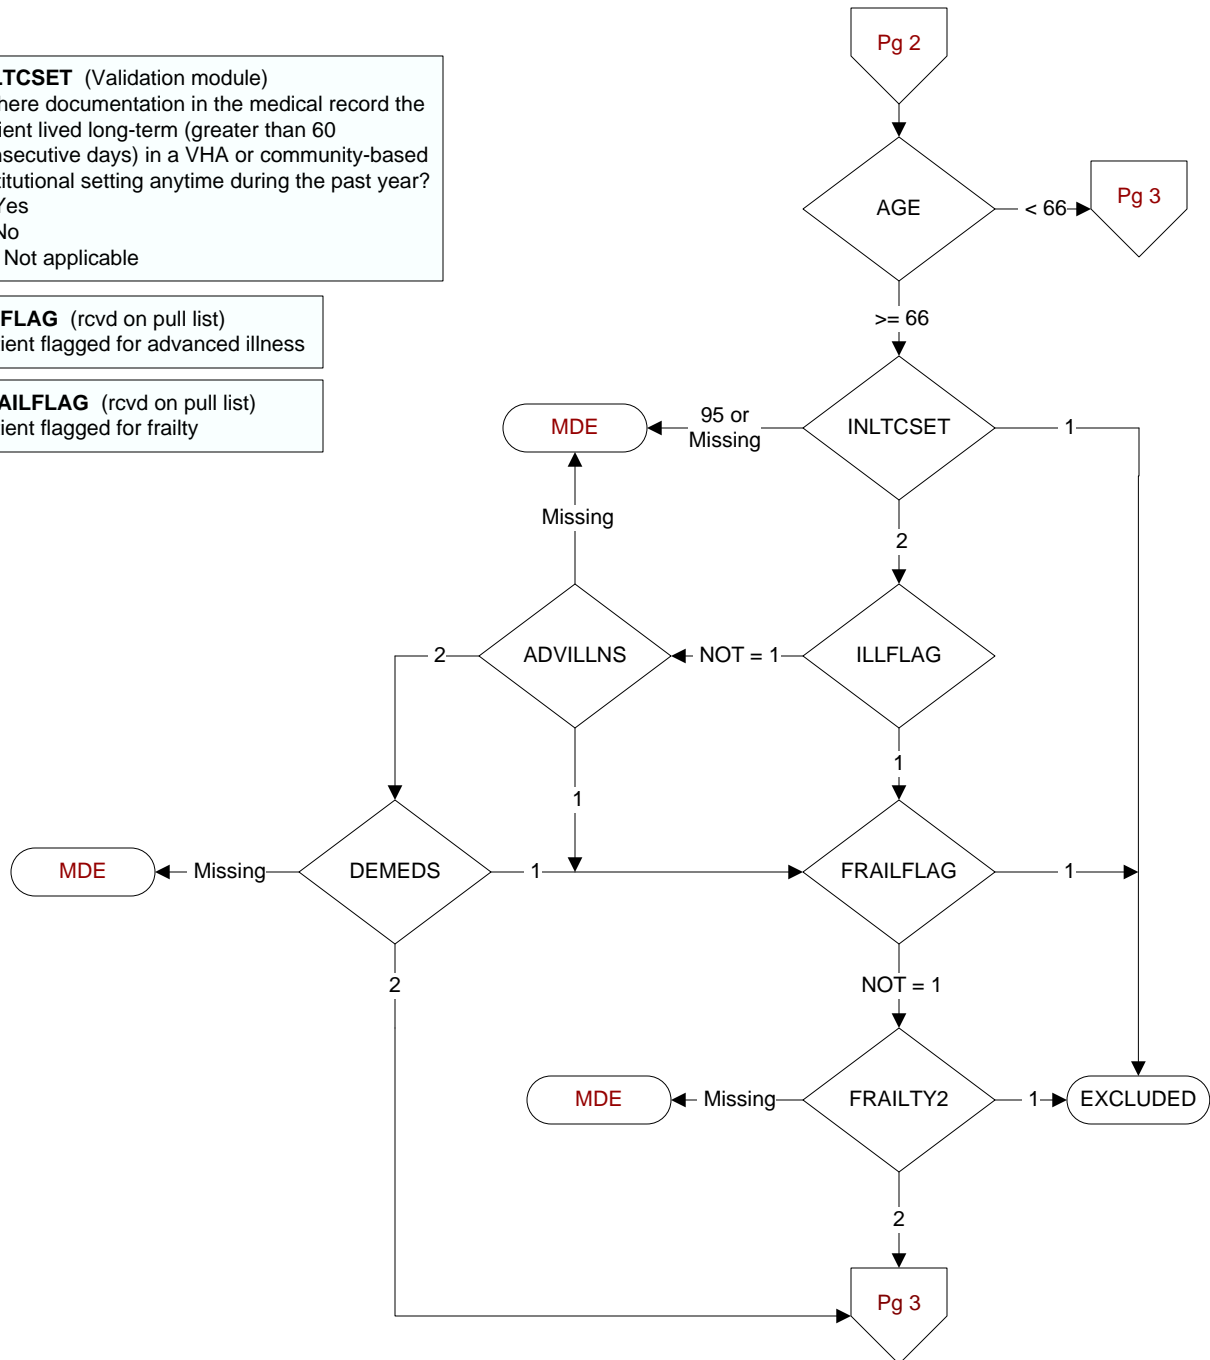 Pg 2
LTCSET (Validation module)
here documentation in the medical record the
ient lived long-term (greater than 60
nsecutive days) in a VHA or community-based
titutional setting anytime during the past year?
Yes
No
Not applicable
FLAG (rcvd on pull list)
ient flagged for advanced illness
AILFLAG (rcvd on pull list)
ient flagged for frailty
AGE
< 66
Pg 3
>= 66
MDE
95 or
Missing
INLTCSET
1
Missing
2
2
ADVILLNS
NOT = 1
ILLFLAG
1
1
MDE
Missing
DEMEDS
1
FRAILFLAG
1
2
NOT = 1
MDE
Missing
FRAILTY2
1
EXCLUDED
2
Pg 3